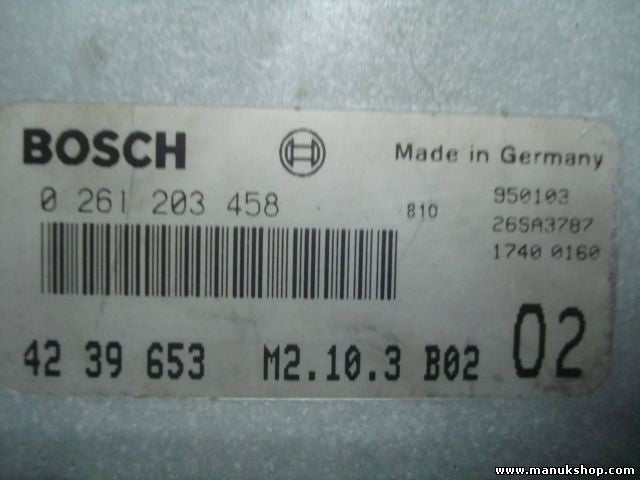 BOSCH Made in Germany
0 261 203 458 810 950103
26SA3787
1740 0160
42 39 653 M2.10.3 B02 02
www.manukshop.com